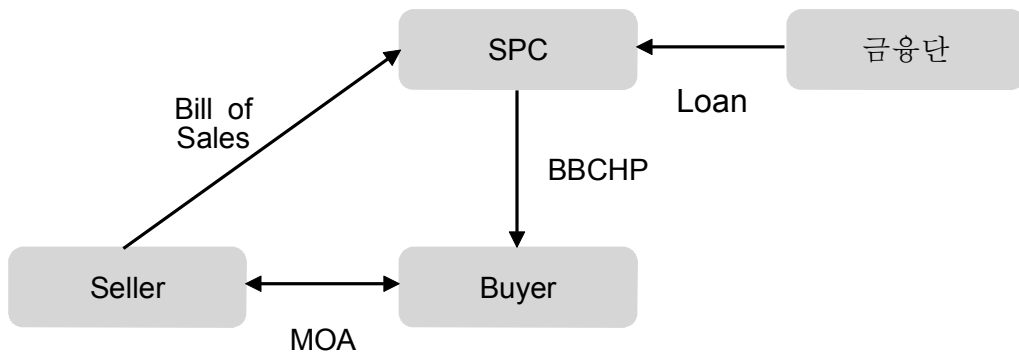 SPC
금융단
Bill of
Sales
Loan
BBCHP
Seller
Buyer
MOA